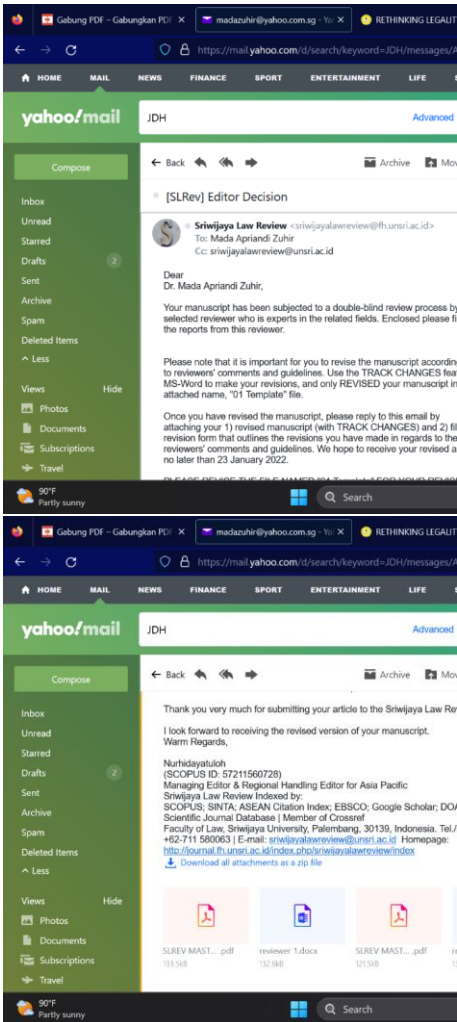 Gabung PDF – Gabungkan PDF
madazuhir@yahoo.com.sg - Ya
RETHINKING LEGALIT
https://mail.yahoo.com/d/search/keyword=JDH/messages/A
HOME MAIL NEWS FINANCE SPORT ENTERTAINMENT LIFE
yahoo!mail
JDH
Advanced
Compose
Back
Archive
Mov
Inbox
Unread
Starred
Drafts 2
Sent
Archive
Spam
Deleted Items
Less
Views Hide
Photos
Documents
Subscriptions
Travel
[SLRev] Editor Decision
Sriwijaya Law Review <sriwijayalawreview@fh.unsri.ac.id>
To: Mada Apriandi Zuhir
Cc: sriwijayalawreview@unsri.ac.id
Dear
Dr. Mada Apriandi Zuhir,
Your manuscript has been subjected to a double-blind review process by
selected reviewer who is experts in the related fields. Enclosed please fi
the reports from this reviewer.
Please note that it is important for you to revise the manuscript according
to reviewers' comments and guidelines. Use the TRACK CHANGES fea
MS-Word to make your revisions, and only REVISED your manuscript in
attached name, "01 Template" file.
Once you have revised the manuscript, please reply to this email by
attaching your 1) revised manuscript (with TRACK CHANGES) and 2) fil
revision form that outlines the revisions you have made in regards to the
reviewers' comments and guidelines. We hope to receive your revised a
no later than 23 January 2022.
90°F
Partly sunny
Search
Gabung PDF – Gabungkan PDF
madazuhir@yahoo.com.sg - Ya
RETHINKING LEGALIT
https://mail.yahoo.com/d/search/keyword=JDH/messages/A
HOME MAIL NEWS FINANCE SPORT ENTERTAINMENT LIFE
yahoo!mail
JDH
Advanced
Compose
Back
Archive
Mov
Inbox
Unread
Starred
Drafts 2
Sent
Archive
Spam
Deleted Items
Less
Views Hide
Photos
Documents
Subscriptions
Travel
Thank you very much for submitting your article to the Sriwijaya Law Rev
I look forward to receiving the revised version of your manuscript.
Warm Regards,
Nurhidayatuloh
(SCOPUS ID: 57211560728)
Managing Editor & Regional Handling Editor for Asia Pacific
Sriwijaya Law Review Indexed by:
SCOPUS; SINTA; ASEAN Citation Index; EBSCO; Google Scholar; DOA
Scientific Journal Database | Member of Crossref
Faculty of Law, Sriwijaya University, Palembang, 30139, Indonesia. Tel./
+62-711 580063 | E-mail: sriwijayalawreview@unsri.ac.id Homepage:
http://journal.fh.unsri.ac.id/index.php/sriwijayalawreview/index
Download all attachments as a zip file
SLREV MAST... .pdf
133.5kB
reviewer 1.docx
132.6kB
SLREV MAST... .pdf
121.5kB
90°F
Partly sunny
Search